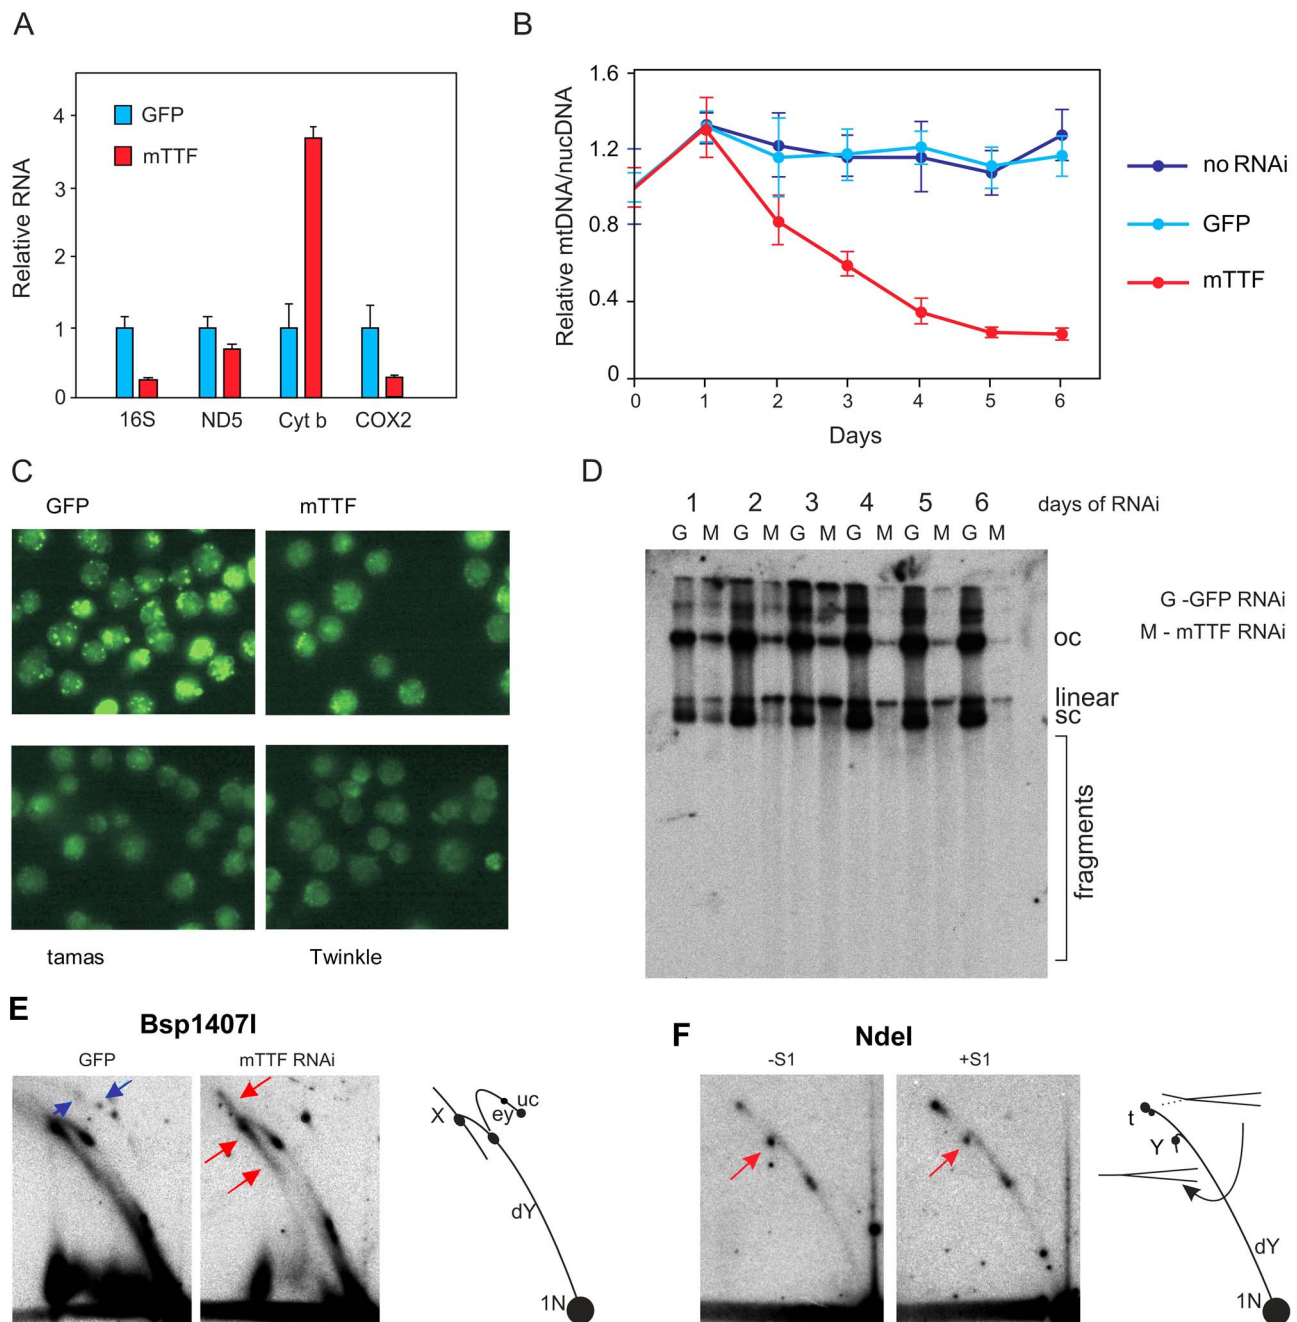 A
Relative RNA
4
3
2
1
0
GFP
mTTF
16S ND5 Cyt b COX2
B
Relative mtDNA/nucDNA
1.6
1.2
0.8
0.4
0
0 1 2 3 4 5 6
Days
no RNAi
GFP
mTTF
C
GFP mTTF
tamas Twinkle
D
1 2 3 4 5 6 days of RNAi
G M G M G M G M G M G M
G -GFP RNAi
M - mTTF RNAi
oc
linear
sc
fragments
E
Bsp1407I
GFP mTTF RNAi
X
ey
uc
dY
1N
F
NdeI
-S1 +S1
t
Y
dY
1N